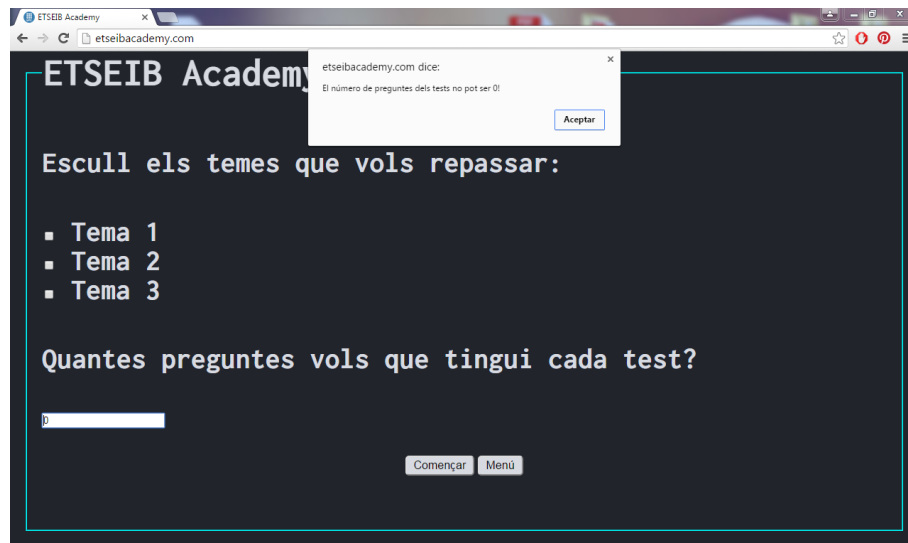 ETSEIB Academy
etseibacademy.com
etseibacademy.com dice:
El número de preguntes dels tests no pot ser 0!
Aceptar
ETSEIB Academy
Escull els temes que vols repassar:
Tema 1
Tema 2
Tema 3
Quantes preguntes vols que tingui cada test?
0
Començar Menú